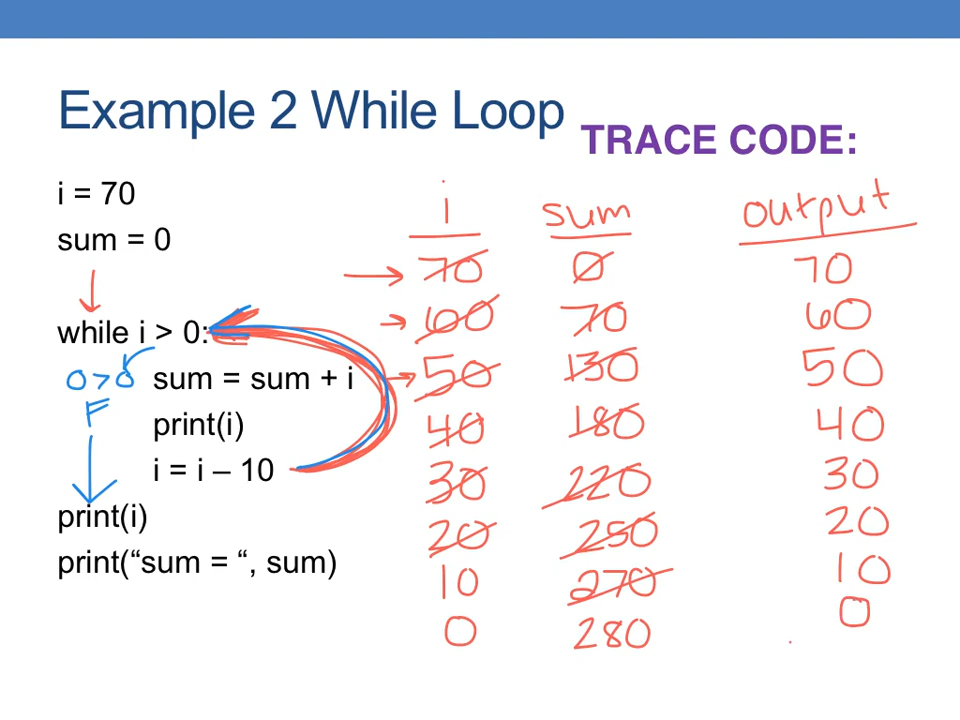 Example 2 While Loop
TRACE CODE:
i = 70
sum = 0
while i > 0:
0 > 0
F
sum = sum + i
print(i)
i = i – 10
print(i)
print(“sum = “, sum)
i sum output
70 0 70
60 70 60
50 130 50
40 180 40
30 220 30
20 250 20
10 270 10
0 280 0